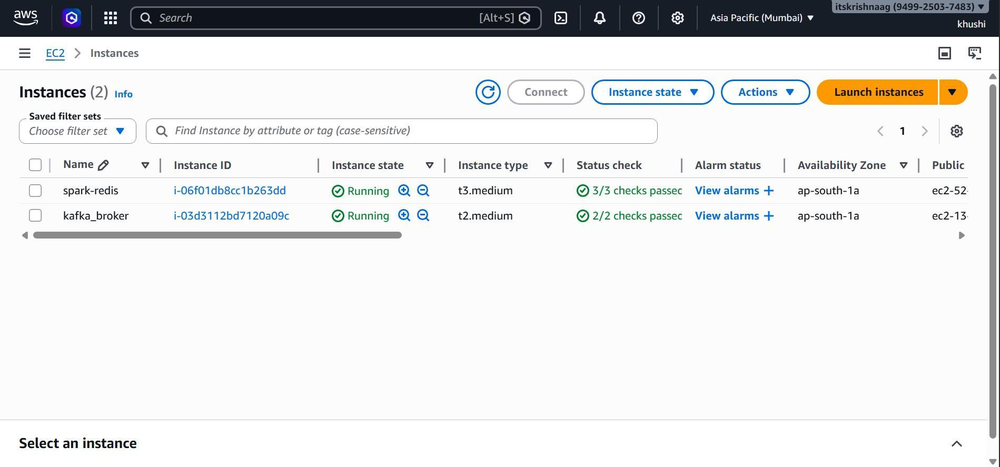 aws
Search [Alt+S]
Asia Pacific (Mumbai)
itskrishnaag (9499-2503-7483)
khushi
EC2 Instances
Instances (2) Info
Connect
Instance state
Actions
Launch instances
Saved filter sets
Choose filter set
Find Instance by attribute or tag (case-sensitive)
1
Name Instance ID Instance state Instance type Status check Alarm status Availability Zone Public
spark-redis i-06f01db8cc1b263dd Running t3.medium 3/3 checks passed View alarms + ap-south-1a ec2-52-
kafka_broker i-03d3112bd7120a09c Running t2.medium 2/2 checks passed View alarms + ap-south-1a ec2-13-
Select an instance